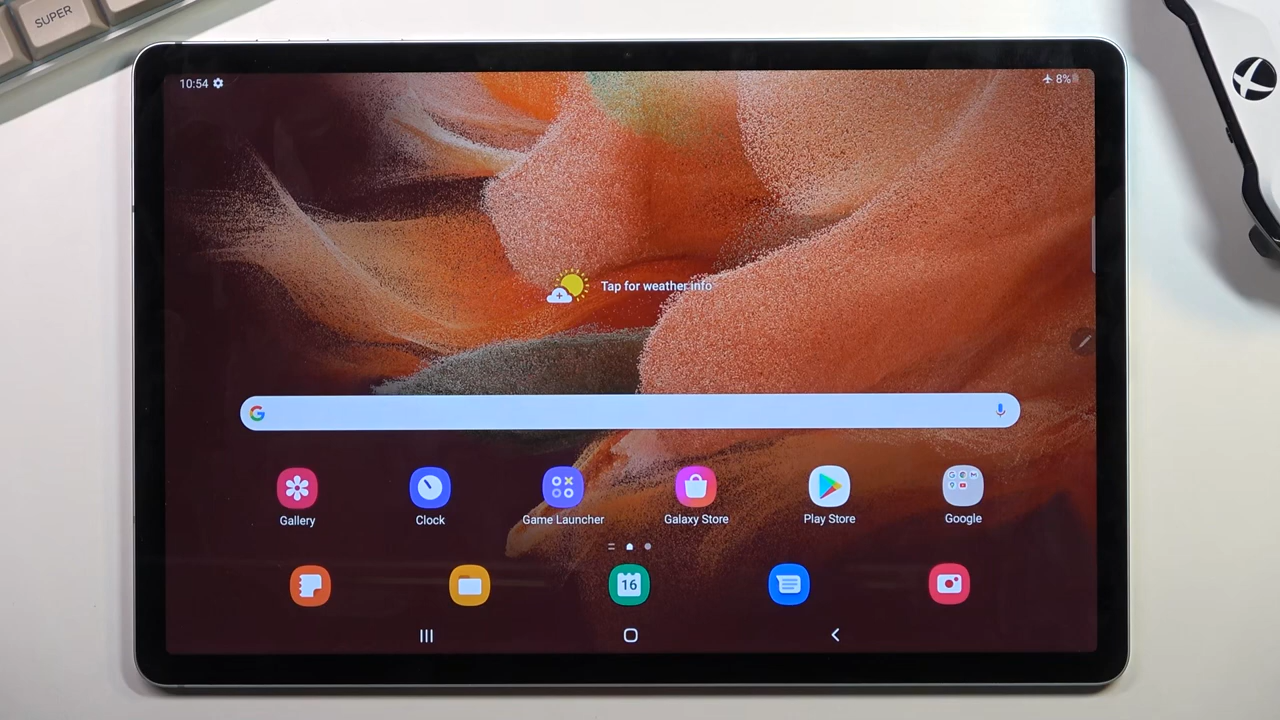 SUPER
10:54
8%
Tap for weather info
G
Gallery
Clock
Game Launcher
Galaxy Store
Play Store
Google
16